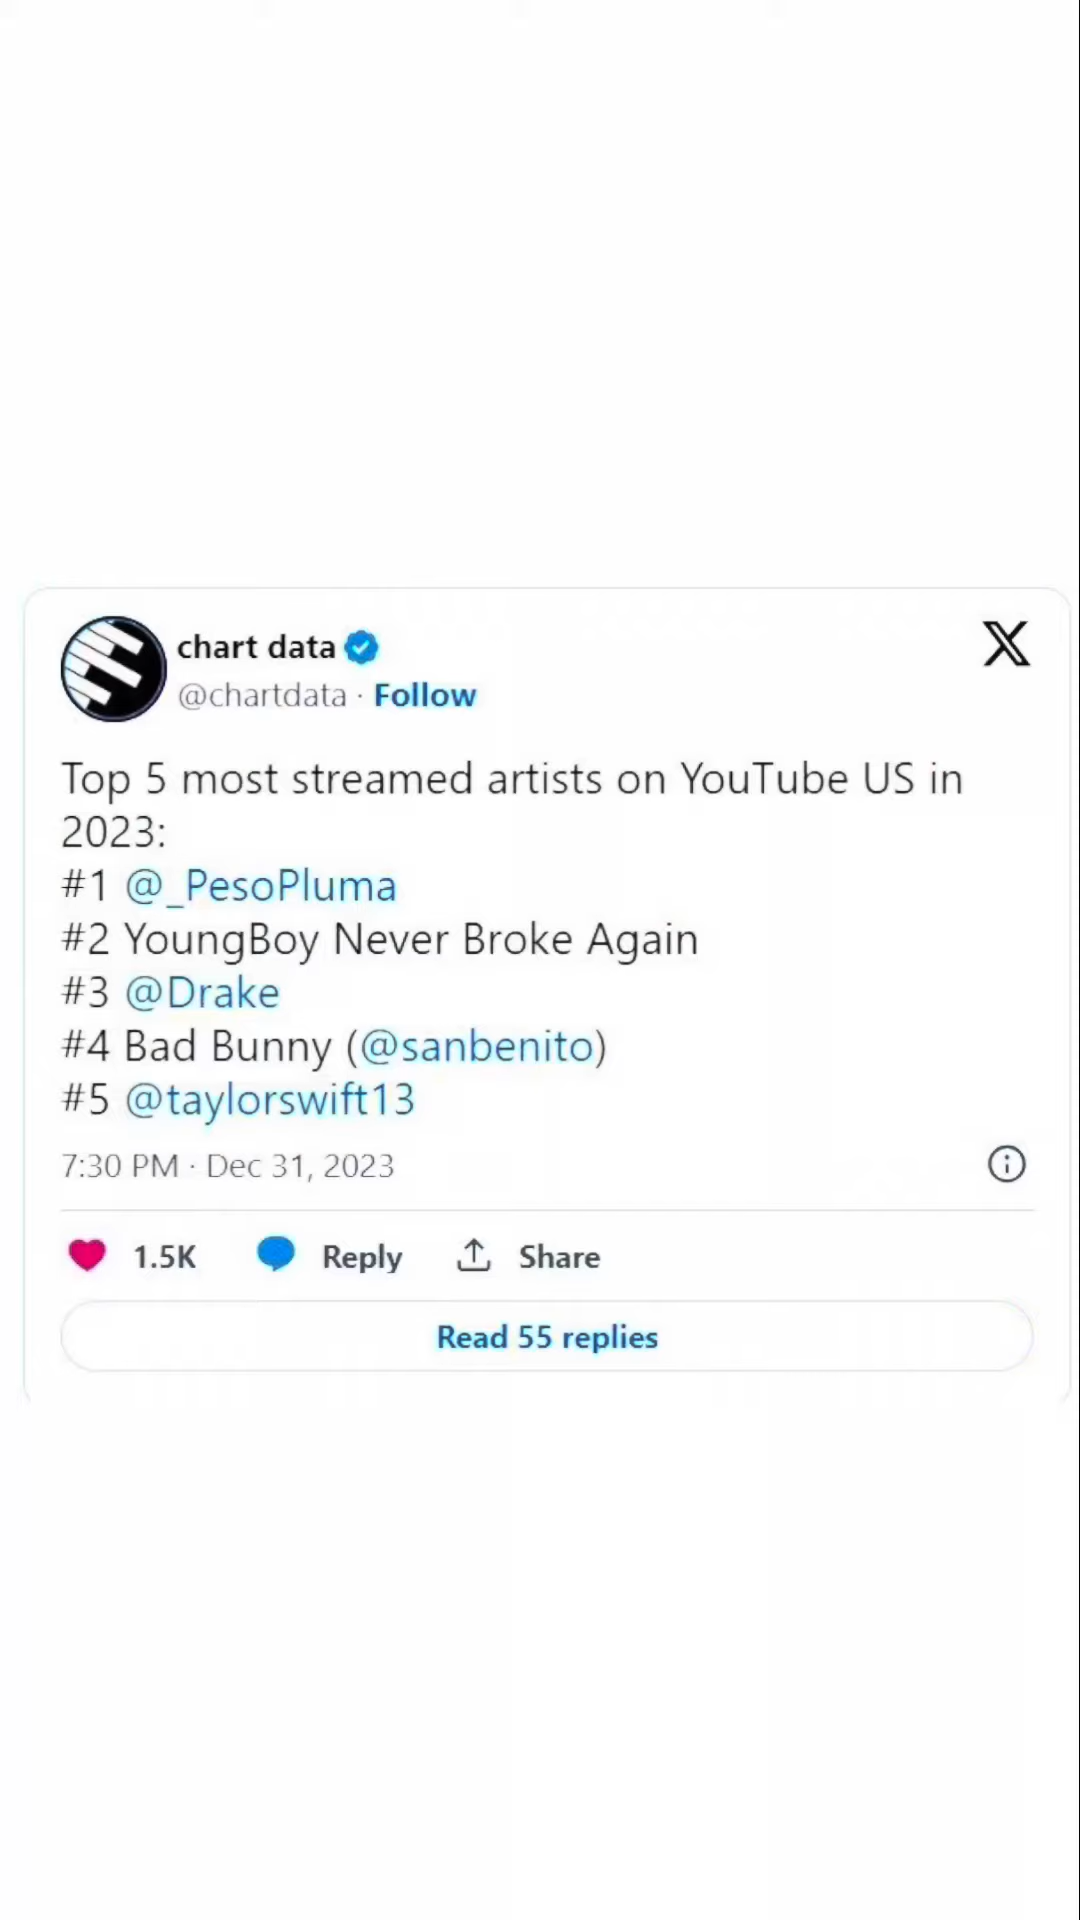 chart data
@chartdata · Follow
Top 5 most streamed artists on YouTube US in
2023:
#1 @_PesoPluma
#2 YoungBoy Never Broke Again
#3 @Drake
#4 Bad Bunny (@sanbenito)
#5 @taylorswift13
7:30 PM · Dec 31, 2023
1.5K Reply Share
Read 55 replies